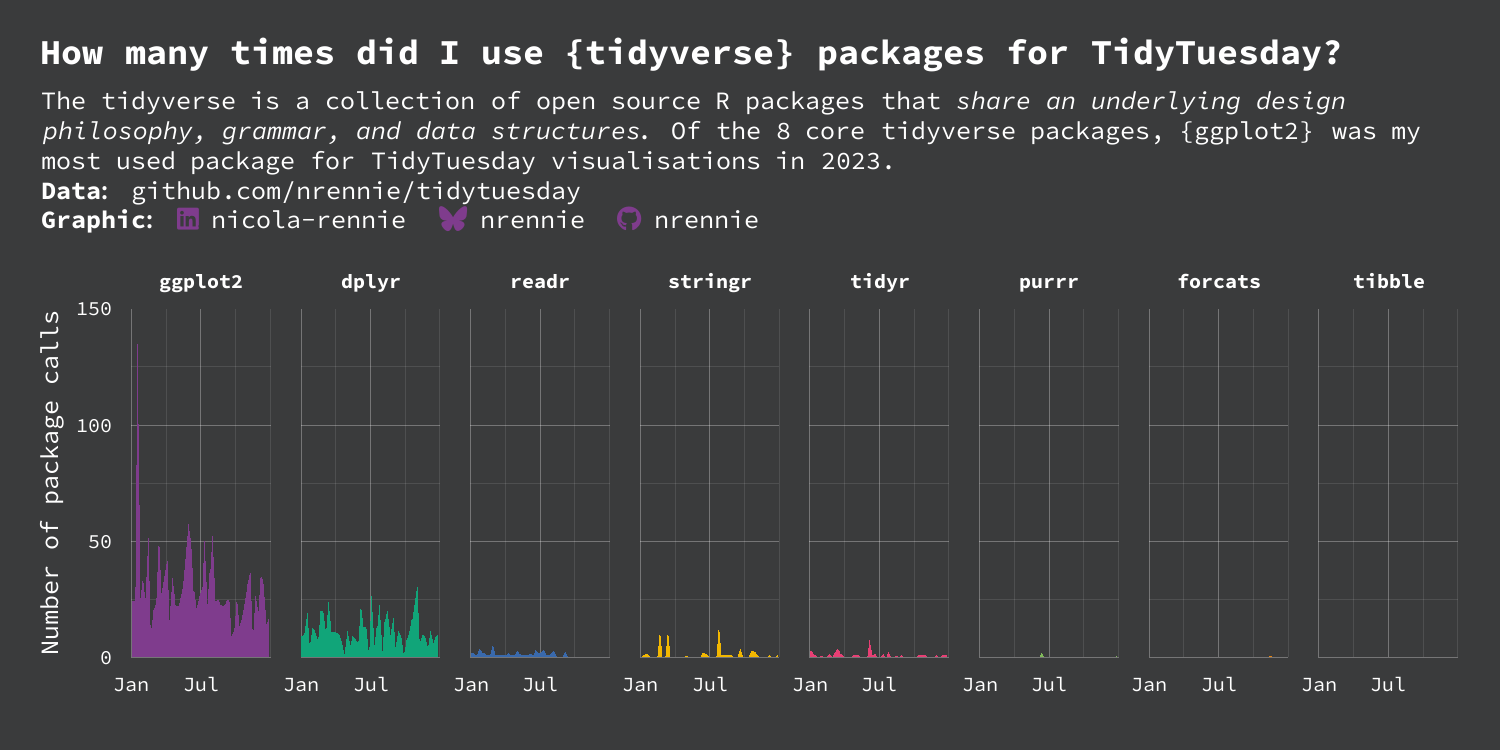 How many times did I use {tidyverse} packages for TidyTuesday?
The tidyverse is a collection of open source R packages that share an underlying design
philosophy, grammar, and data structures. Of the 8 core tidyverse packages, {ggplot2} was my
most used package for TidyTuesday visualisations in 2023.
Data: github.com/nrennie/tidytuesday
Graphic: nicola-rennie nrennie nrennie
ggplot2 dplyr readr stringr tidyr purrr forcats tibble
Number of package calls
150
100
50
0
Jan Jul Jan Jul Jan Jul Jan Jul Jan Jul Jan Jul Jan Jul Jan Jul